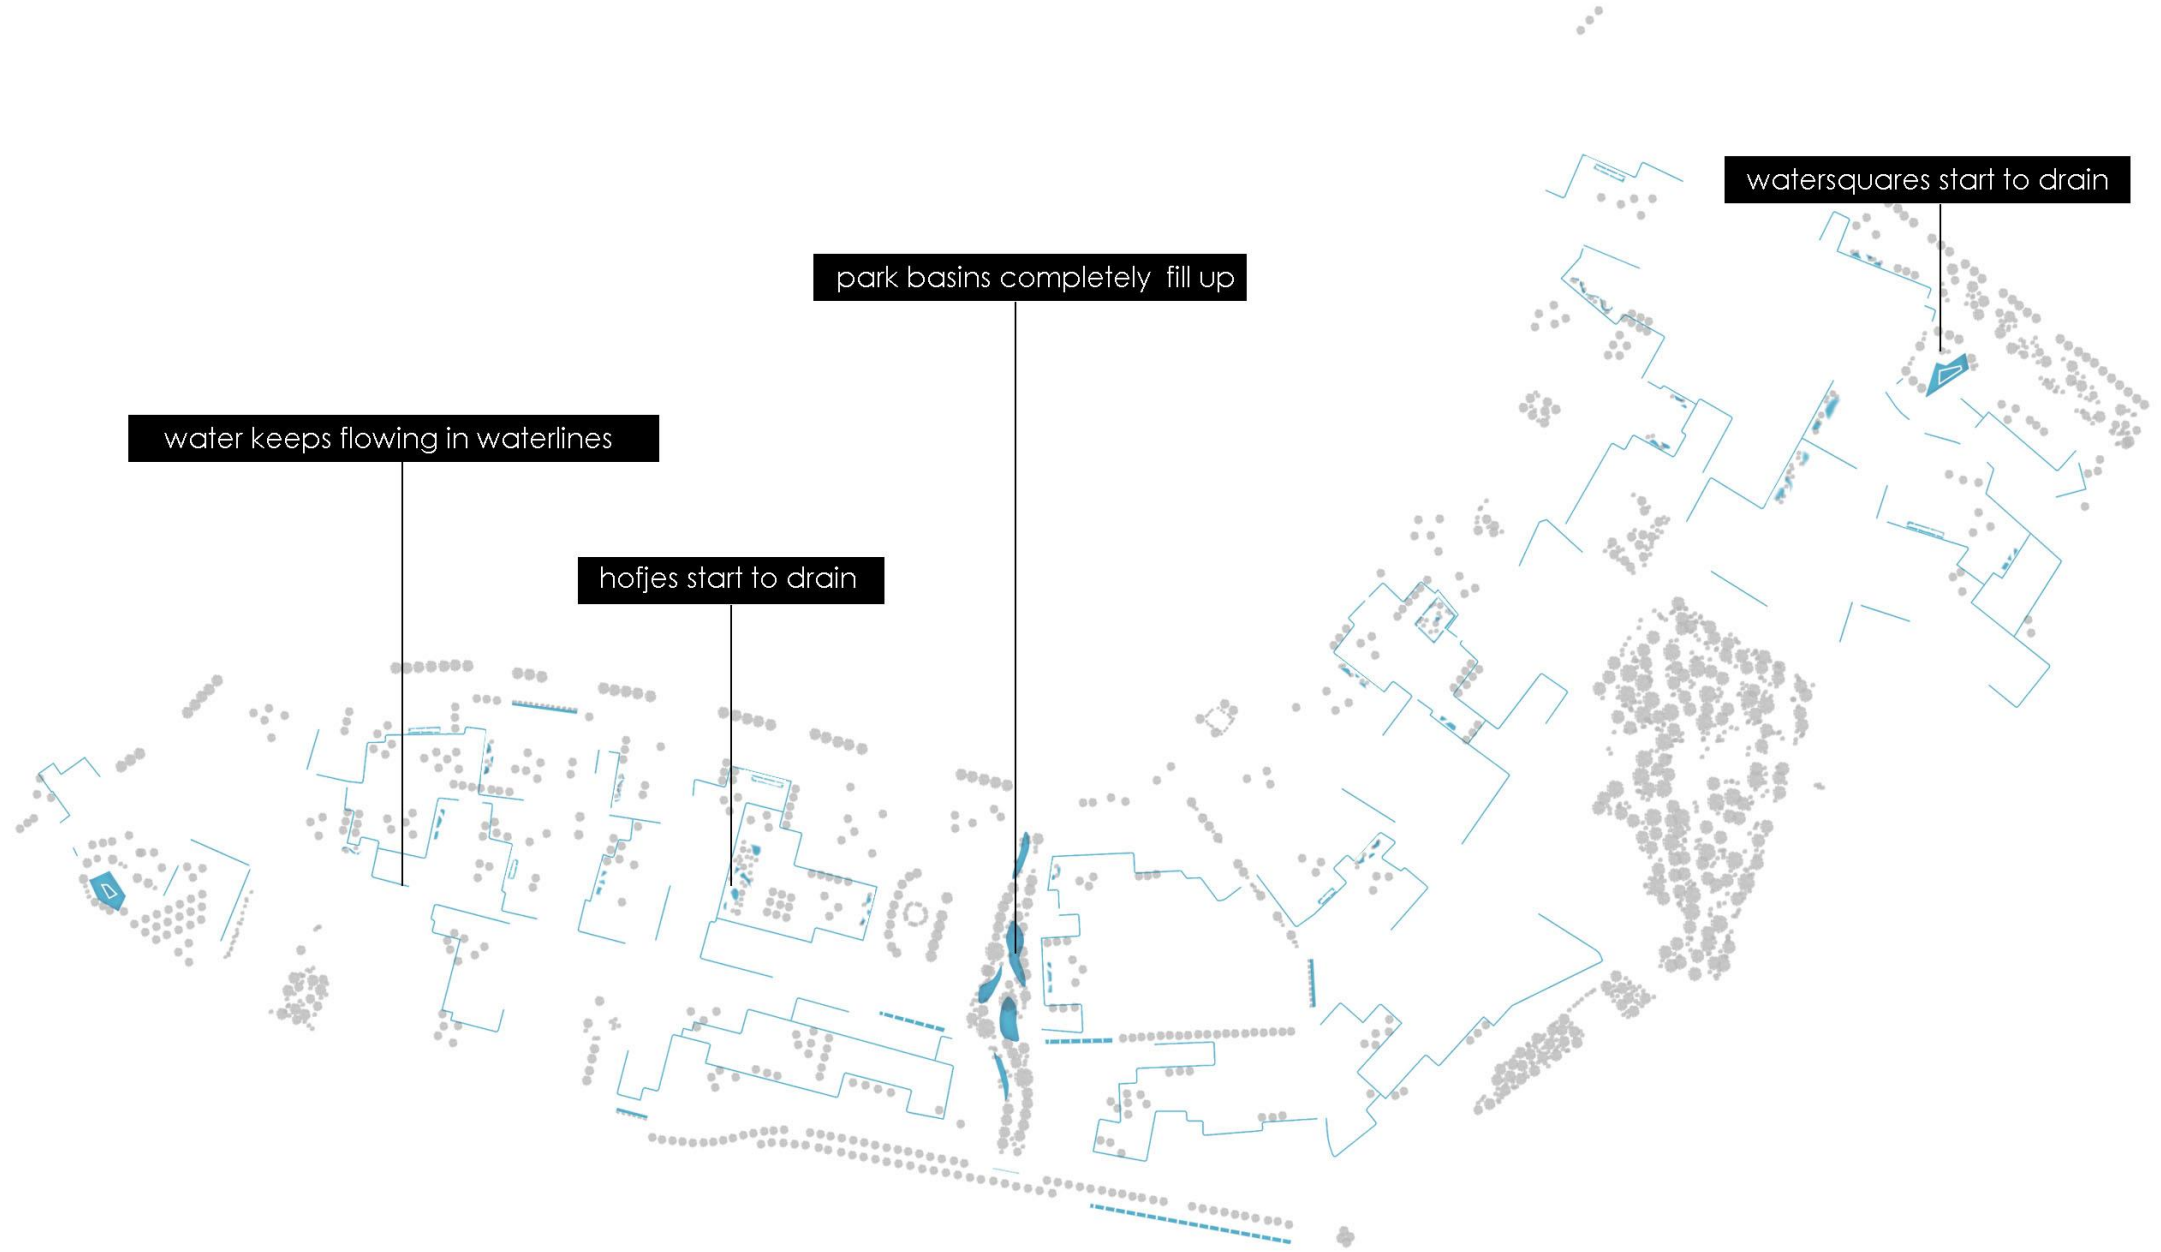 watersquares start to drain
park basins completely  fill up
water keeps flowing in waterlines
hofjes start to drain